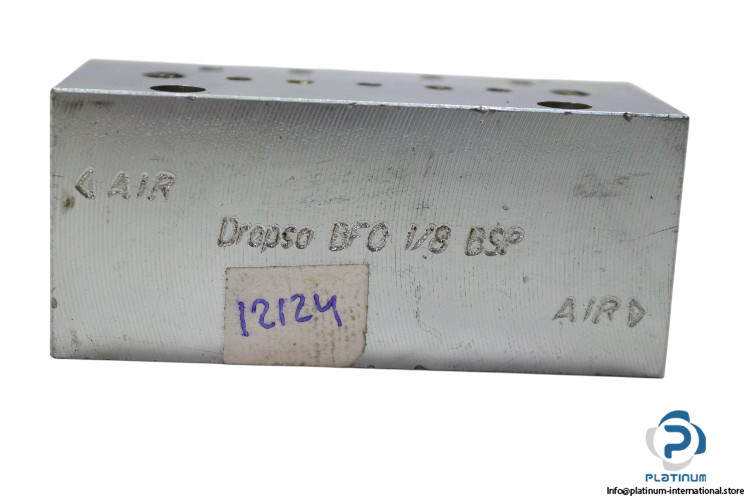 ◁ AIR
Dropsa BFO 1/8 BSP
12124
AIR ▷
PLATINUM
Info@platinum-international.store